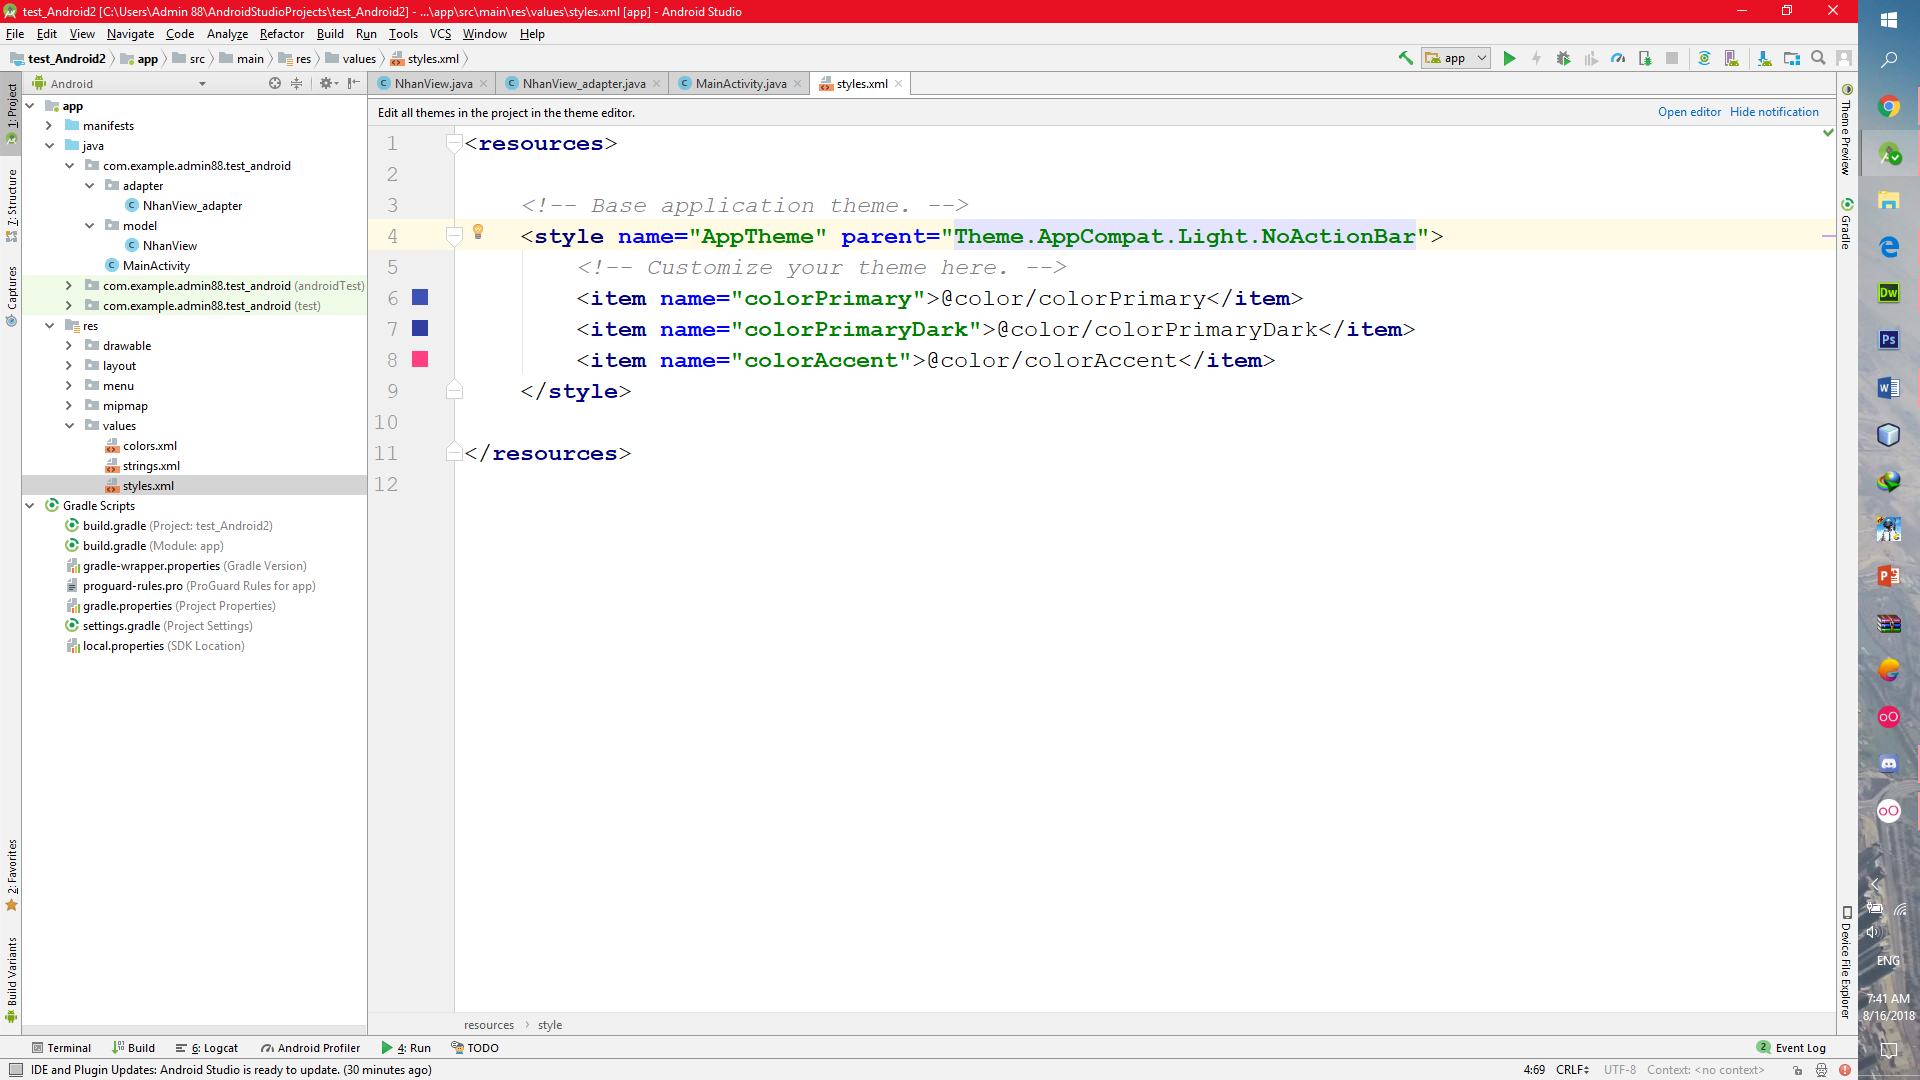 test_Android2 [C:\Users\Admin 88\AndroidStudioProjects\test_Android2] - ...\app\src\main\res\values\styles.xml [app] - Android Studio
File Edit View Navigate Code Analyze Refactor Build Run Tools VCS Window Help
test_Android2 app src main res values styles.xml app
Android
NhanView.java NhanView_adapter.java MainActivity.java styles.xml
Edit all themes in the project in the theme editor. Open editor Hide notification
1: Project
7: Structure
Captures
2: Favorites
Build Variants
app
manifests
java
com.example.admin88.test_android
adapter
NhanView_adapter
model
NhanView
MainActivity
com.example.admin88.test_android (androidTest)
com.example.admin88.test_android (test)
res
drawable
layout
menu
mipmap
values
colors.xml
strings.xml
styles.xml
Gradle Scripts
build.gradle (Project: test_Android2)
build.gradle (Module: app)
gradle-wrapper.properties (Gradle Version)
proguard-rules.pro (ProGuard Rules for app)
gradle.properties (Project Properties)
settings.gradle (Project Settings)
local.properties (SDK Location)
1 <resources>
2
3 <!-- Base application theme. -->
4 <style name="AppTheme" parent="Theme.AppCompat.Light.NoActionBar">
5 <!-- Customize your theme here. -->
6 <item name="colorPrimary">@color/colorPrimary</item>
7 <item name="colorPrimaryDark">@color/colorPrimaryDark</item>
8 <item name="colorAccent">@color/colorAccent</item>
9 </style>
10
11 </resources>
12
resources › style
Theme Preview
Gradle
Device File Explorer
Terminal Build 6: Logcat Android Profiler 4: Run TODO 2 Event Log
IDE and Plugin Updates: Android Studio is ready to update. (30 minutes ago) 4:69 CRLF UTF-8 Context: <no context>
Dw
Ps
ENG
7:41 AM
8/16/2018